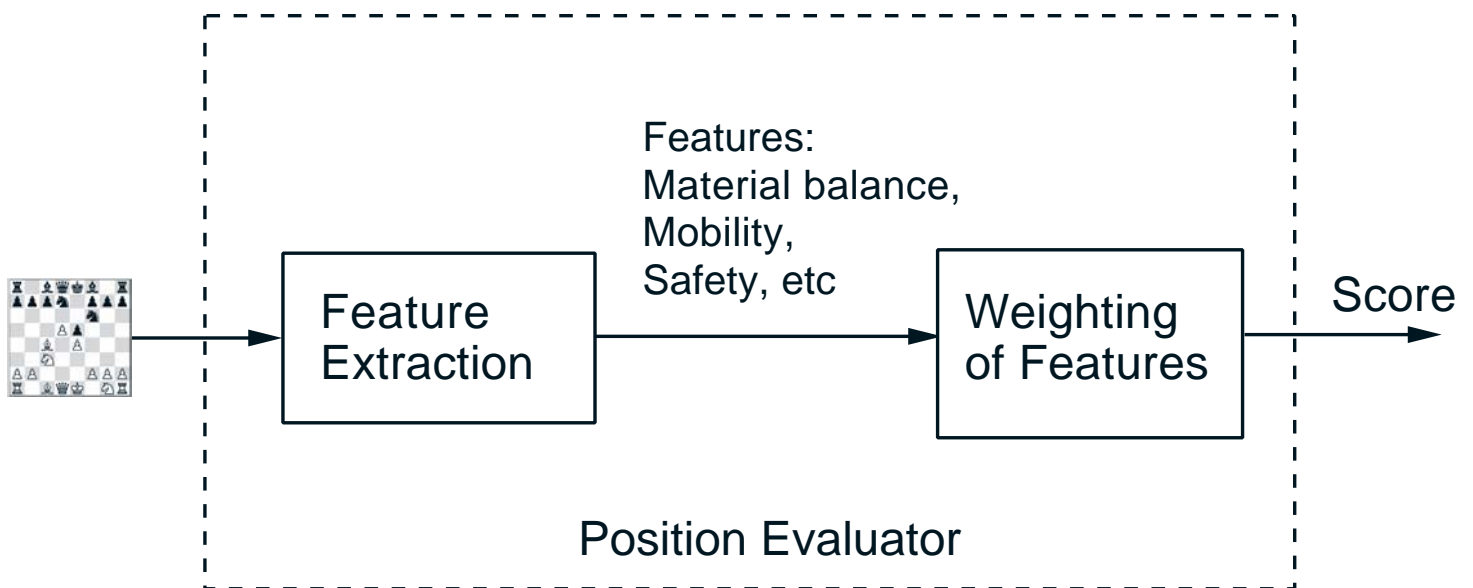 Features:
Material balance,
Mobility,
Safety, etc
Feature
Extraction
Weighting
of Features
Score
Position Evaluator